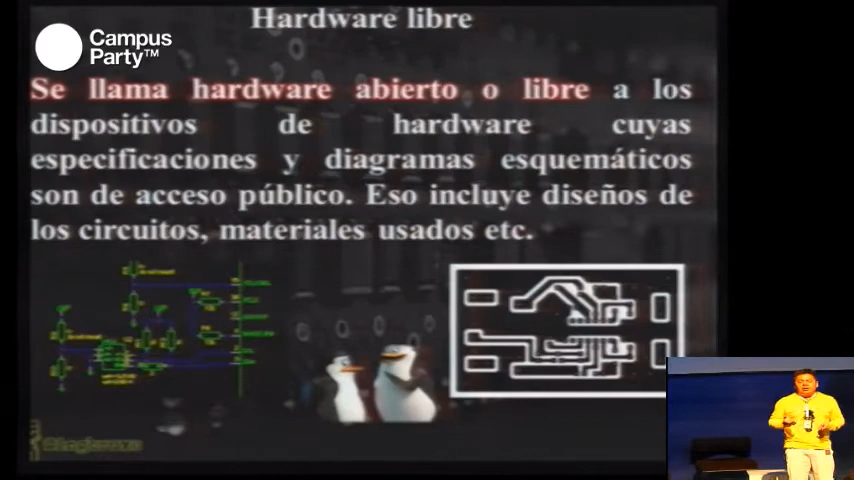 Hardware libre
Campus
Party™
Se llama hardware abierto o libre a los
dispositivos de hardware cuyas
especificaciones y diagramas esquemáticos
son de acceso público. Eso incluye diseños de
los circuitos, materiales usados etc.